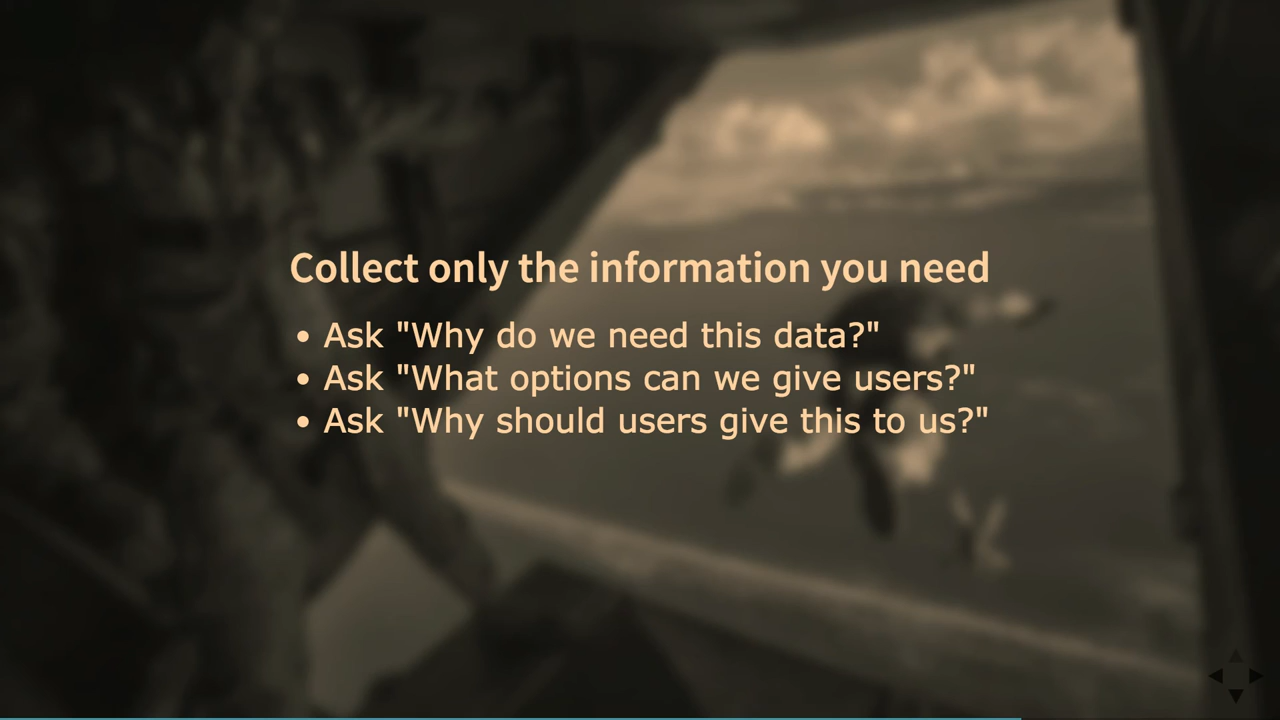 Collect only the information you need
• Ask "Why do we need this data?"
• Ask "What options can we give users?"
• Ask "Why should users give this to us?"